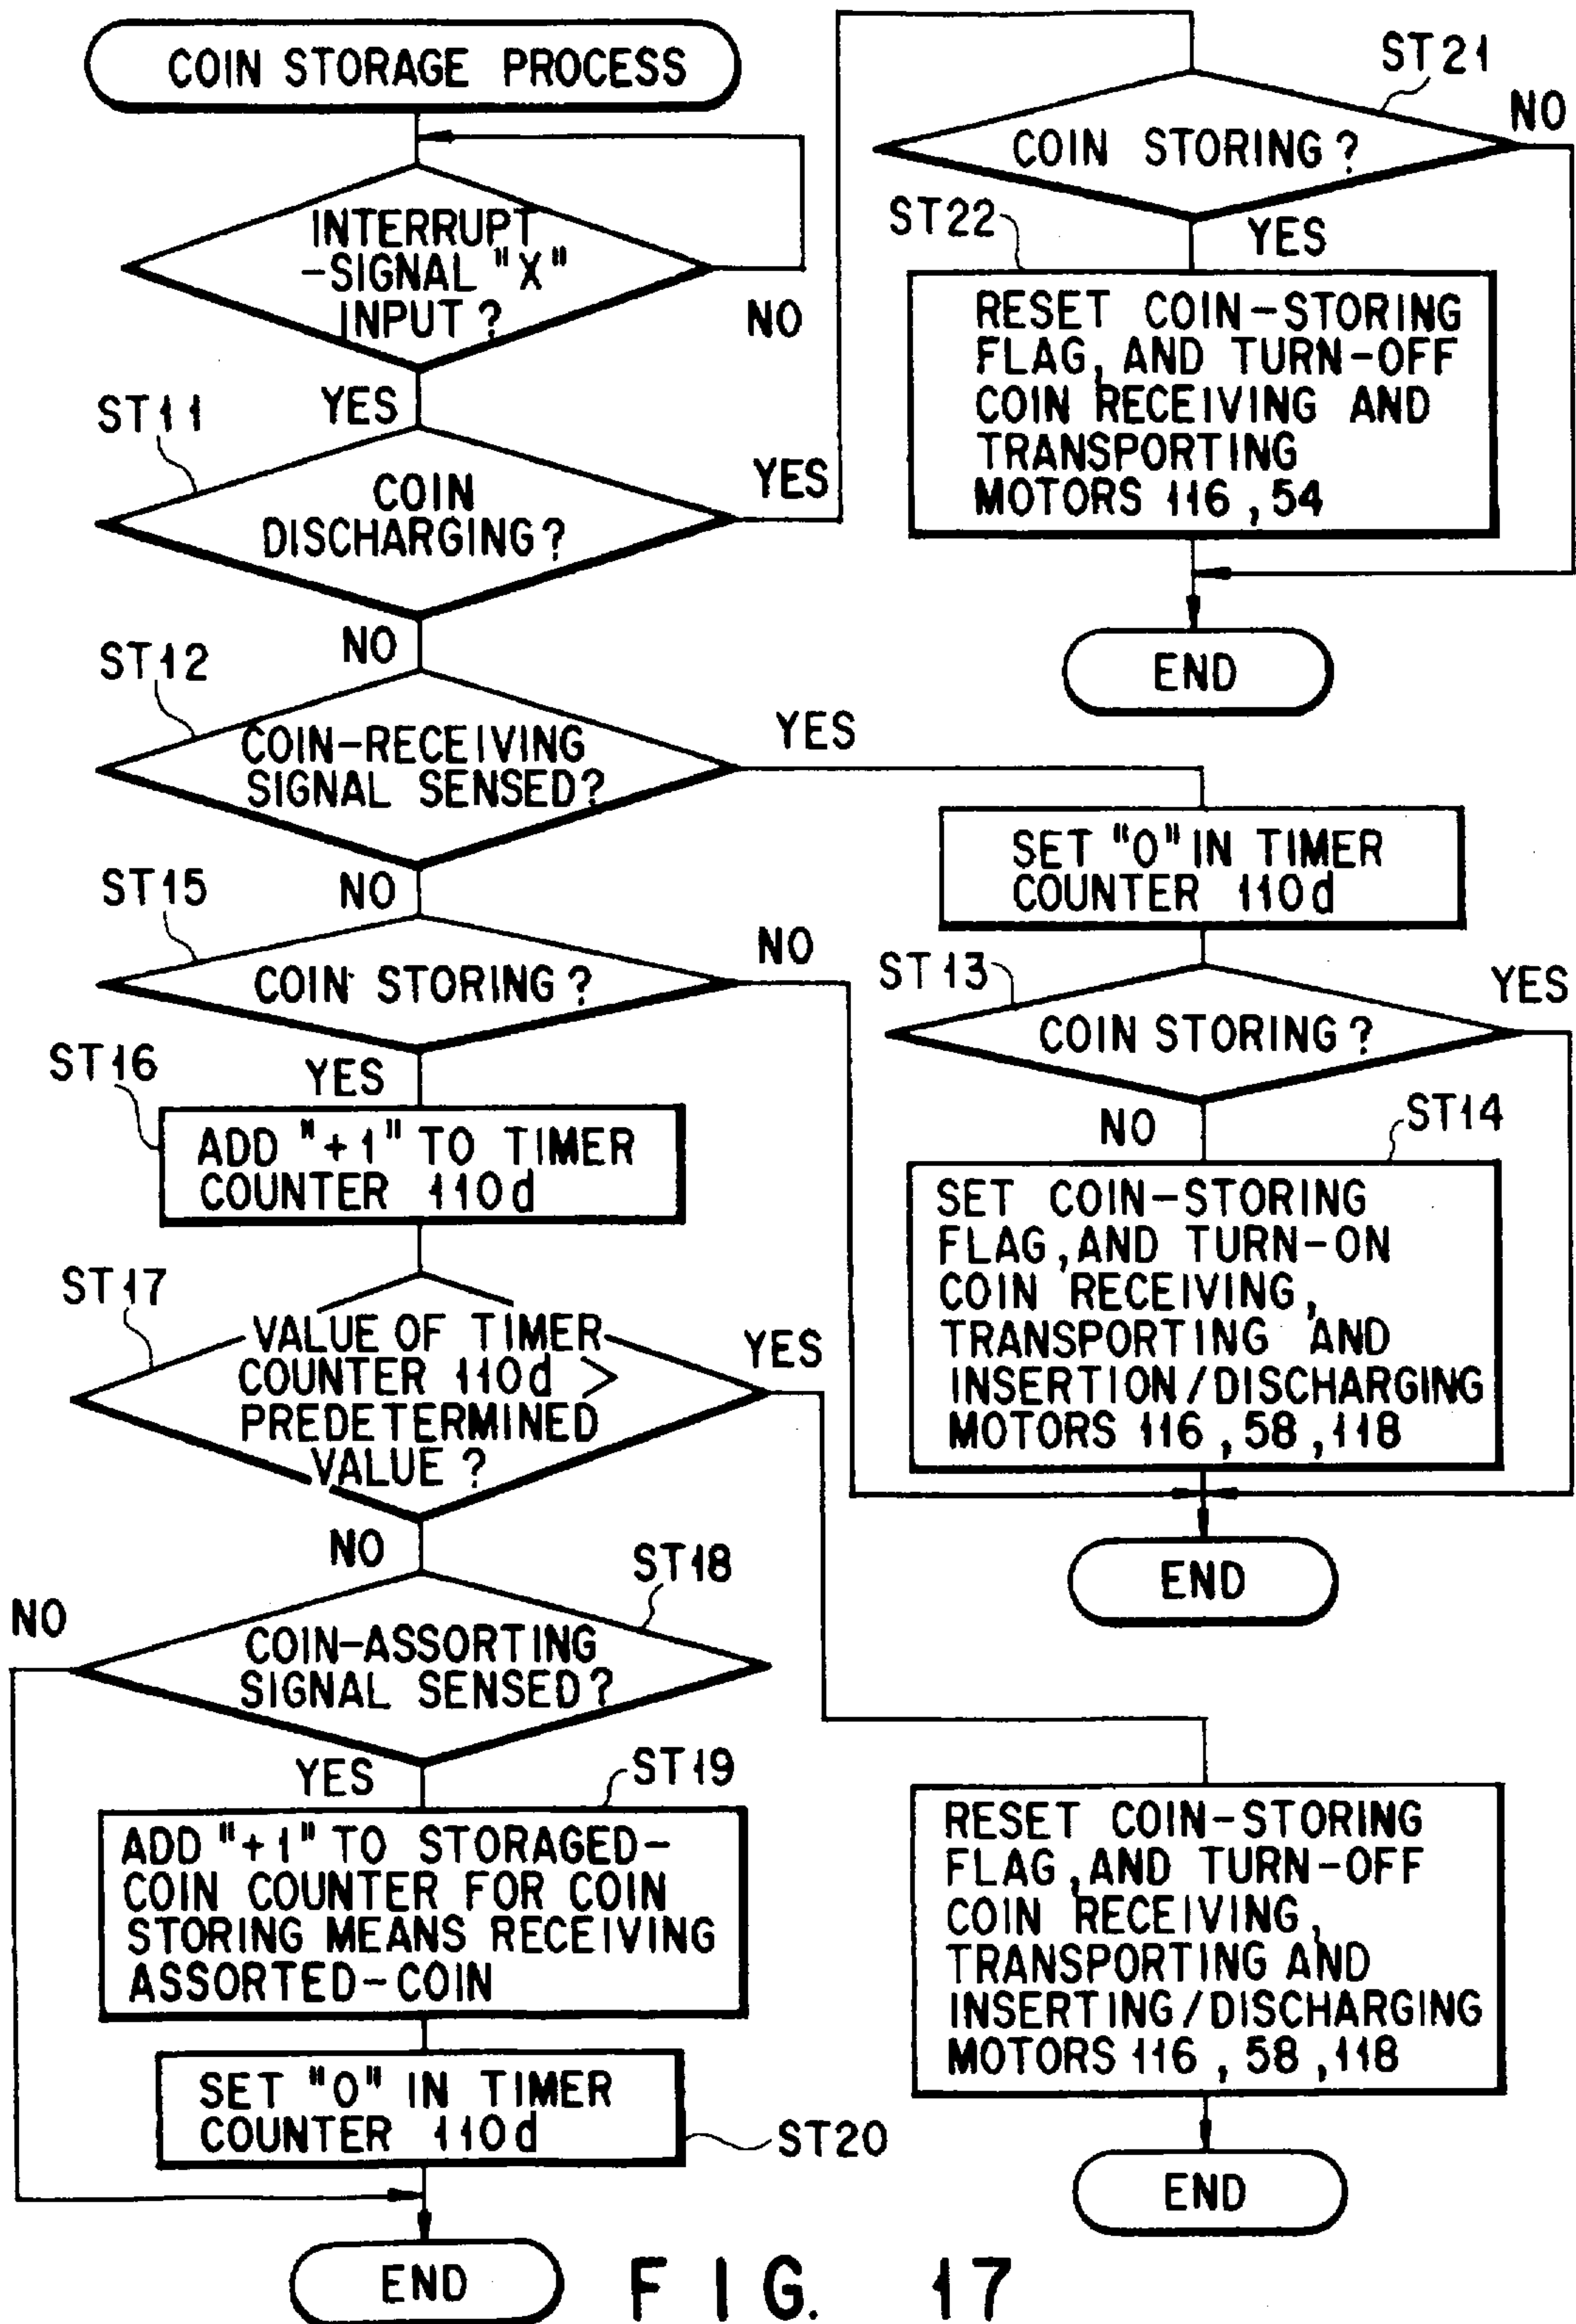 COIN STORAGE PROCESS
INTERRUPT
-SIGNAL "X"
INPUT?
NO
YES
ST11
COIN
DISCHARGING?
YES
NO
ST12
COIN-RECEIVING
SIGNAL SENSED?
YES
NO
ST15
COIN STORING?
NO
YES
ST16
ADD "+1" TO TIMER
COUNTER 110d
ST17
VALUE OF TIMER
COUNTER 110d >
PREDETERMINED
VALUE?
YES
NO
ST18
NO
COIN-ASSORTING
SIGNAL SENSED?
YES
ST19
ADD "+1" TO STORAGED-
COIN COUNTER FOR COIN
STORING MEANS RECEIVING
ASSORTED-COIN
SET "0" IN TIMER
COUNTER 110d
ST20
END
ST21
COIN STORING?
NO
ST22
YES
RESET COIN-STORING
FLAG, AND TURN-OFF
COIN RECEIVING AND
TRANSPORTING
MOTORS 116, 54
END
SET "0" IN TIMER
COUNTER 110d
ST13
COIN STORING?
YES
NO
ST14
SET COIN-STORING
FLAG, AND TURN-ON
COIN RECEIVING,
TRANSPORTING AND
INSERTION/DISCHARGING
MOTORS 116, 58, 118
END
RESET COIN-STORING
FLAG, AND TURN-OFF
COIN RECEIVING,
TRANSPORTING AND
INSERTING/DISCHARGING
MOTORS 116, 58, 118
END
FIG. 17